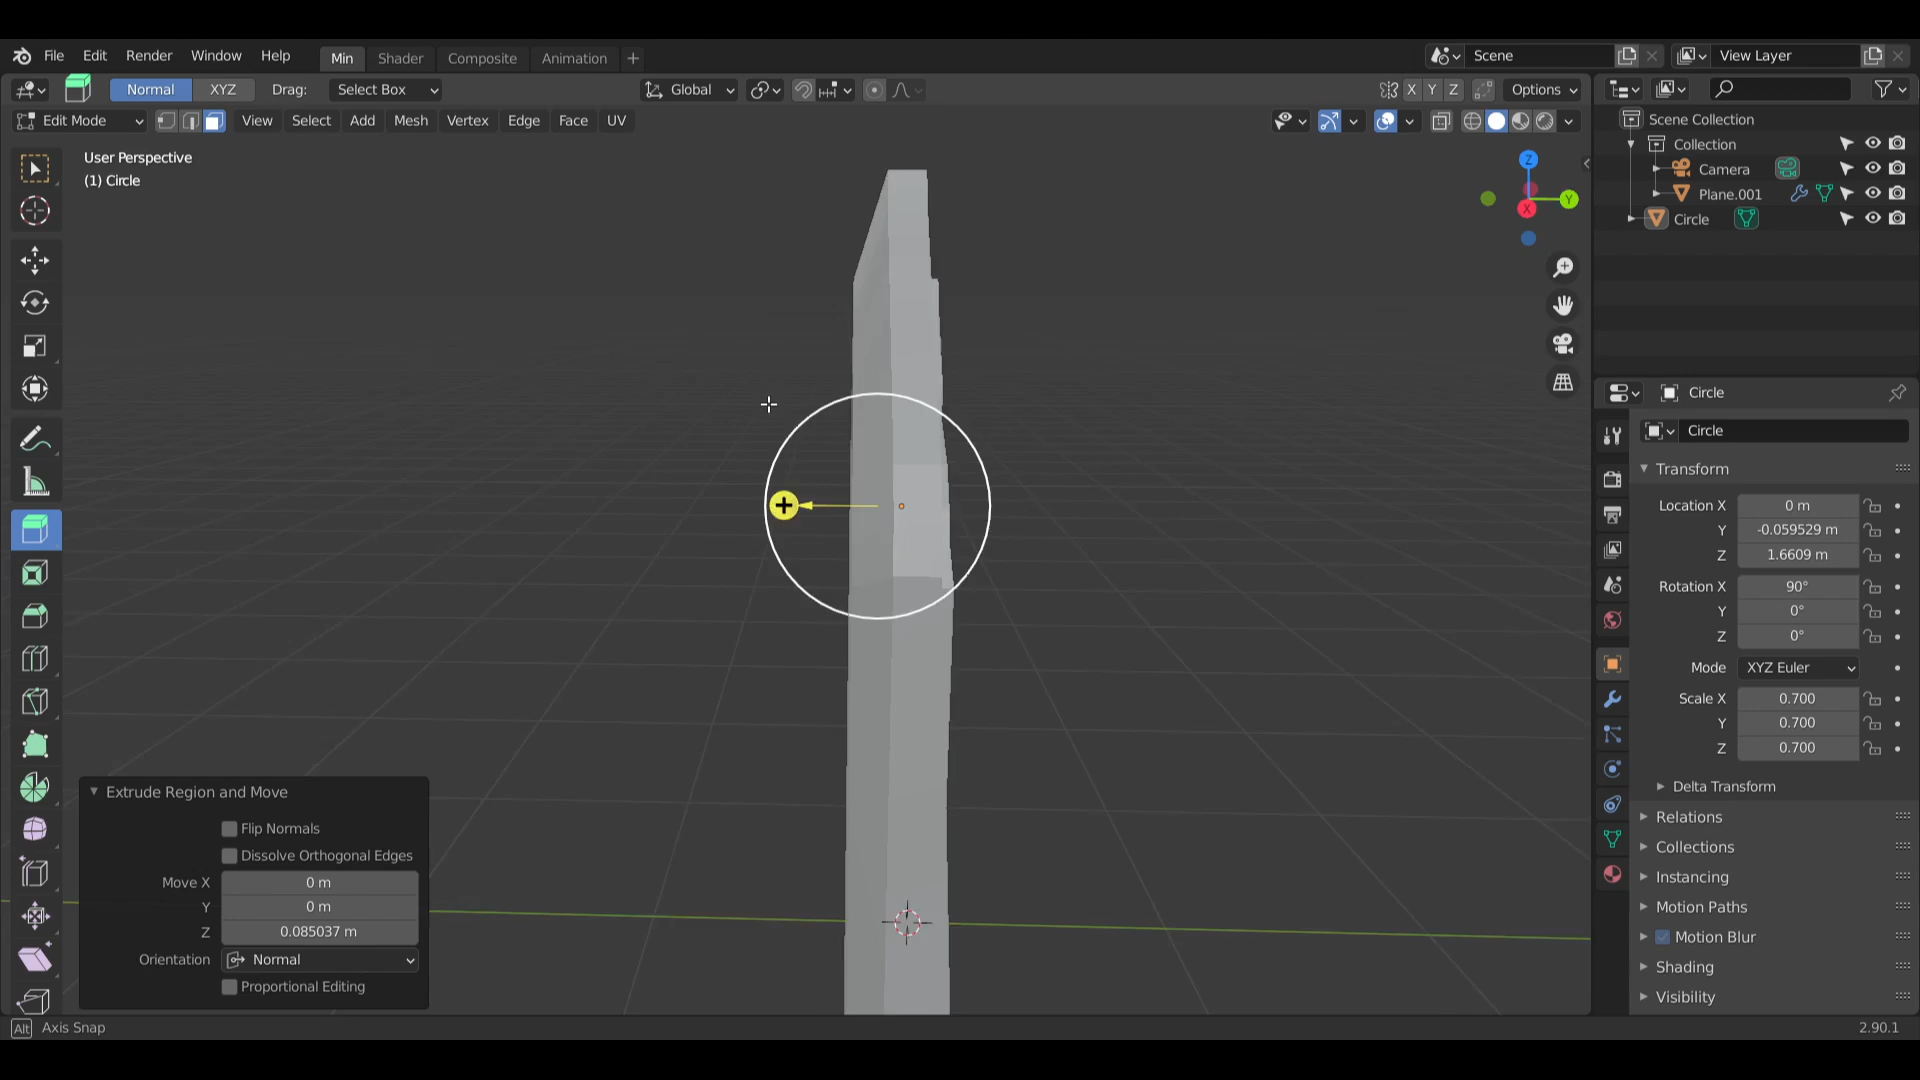 File Edit Render Window Help Min Shader Composite Animation + Scene View Layer
Normal XYZ Drag: Select Box Global X Y Z Options
Edit Mode View Select Add Mesh Vertex Edge Face UV
User Perspective
(1) Circle
Z
Y
X
Extrude Region and Move
Flip Normals
Dissolve Orthogonal Edges
Move X 0 m
Y 0 m
Z 0.085037 m
Orientation Normal
Proportional Editing
Scene Collection
Collection
Camera
Plane.001
Circle
Circle
Circle
Transform
Location X 0 m
Y -0.059529 m
Z 1.6609 m
Rotation X 90°
Y 0°
Z 0°
Mode XYZ Euler
Scale X 0.700
Y 0.700
Z 0.700
Delta Transform
Relations
Collections
Instancing
Motion Paths
Motion Blur
Shading
Visibility
Alt Axis Snap 2.90.1